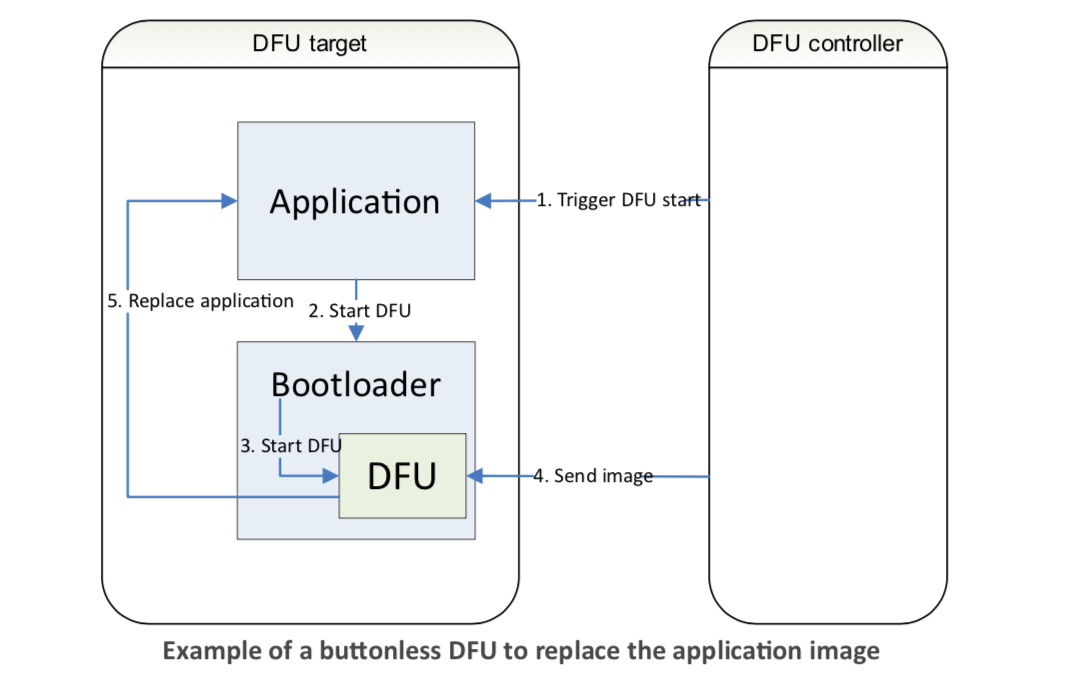 DFU target
DFU controller
Application
1. Trigger DFU start
5. Replace application
2. Start DFU
Bootloader
3. Start DFU
DFU
4. Send image
Example of a buttonless DFU to replace the application image